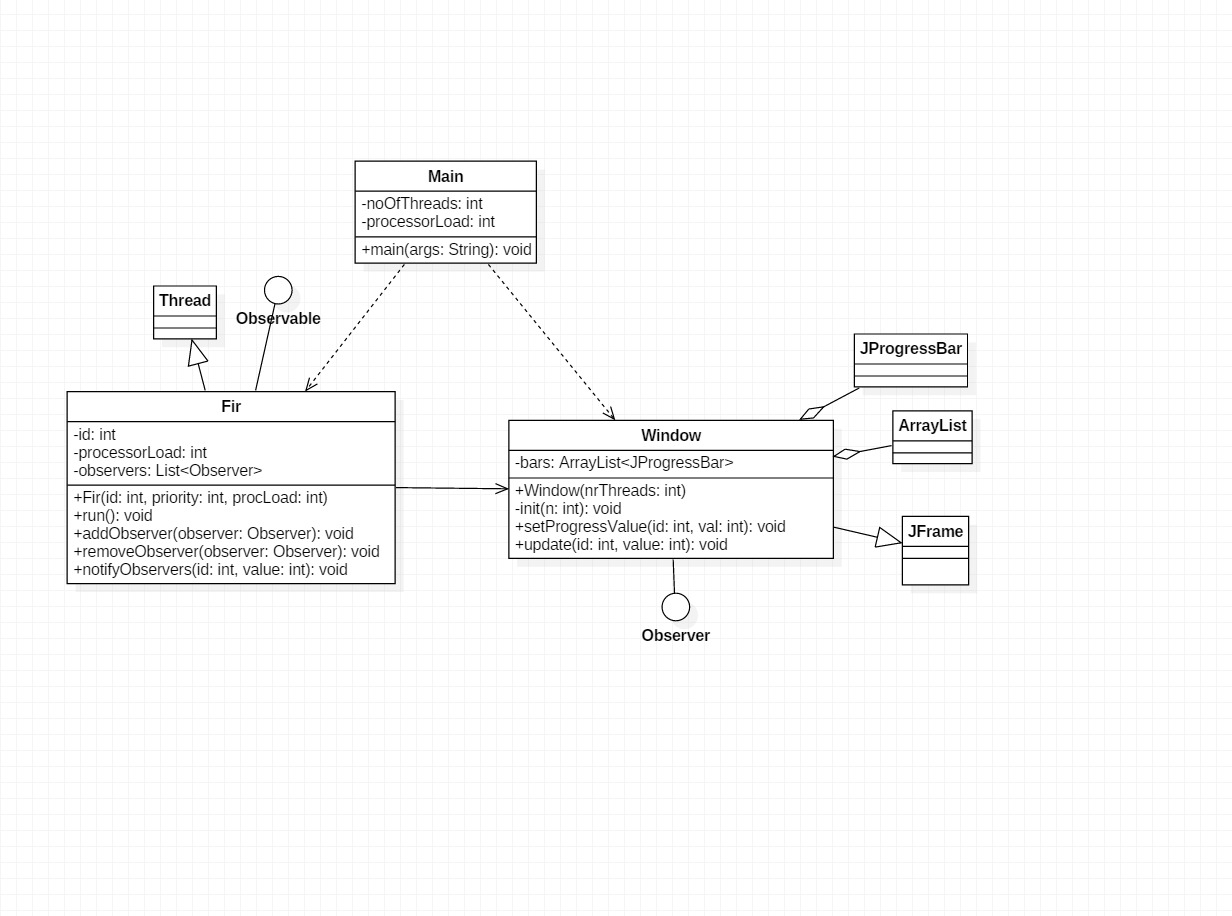 Main
-noOfThreads: int
-processorLoad: int
+main(args: String): void
Thread
Observable
Fir
-id: int
-processorLoad: int
-observers: List<Observer>
+Fir(id: int, priority: int, procLoad: int)
+run(): void
+addObserver(observer: Observer): void
+removeObserver(observer: Observer): void
+notifyObservers(id: int, value: int): void
Window
-bars: ArrayList<JProgressBar>
+Window(nrThreads: int)
-init(n: int): void
+setProgressValue(id: int, val: int): void
+update(id: int, value: int): void
JProgressBar
ArrayList
JFrame
Observer